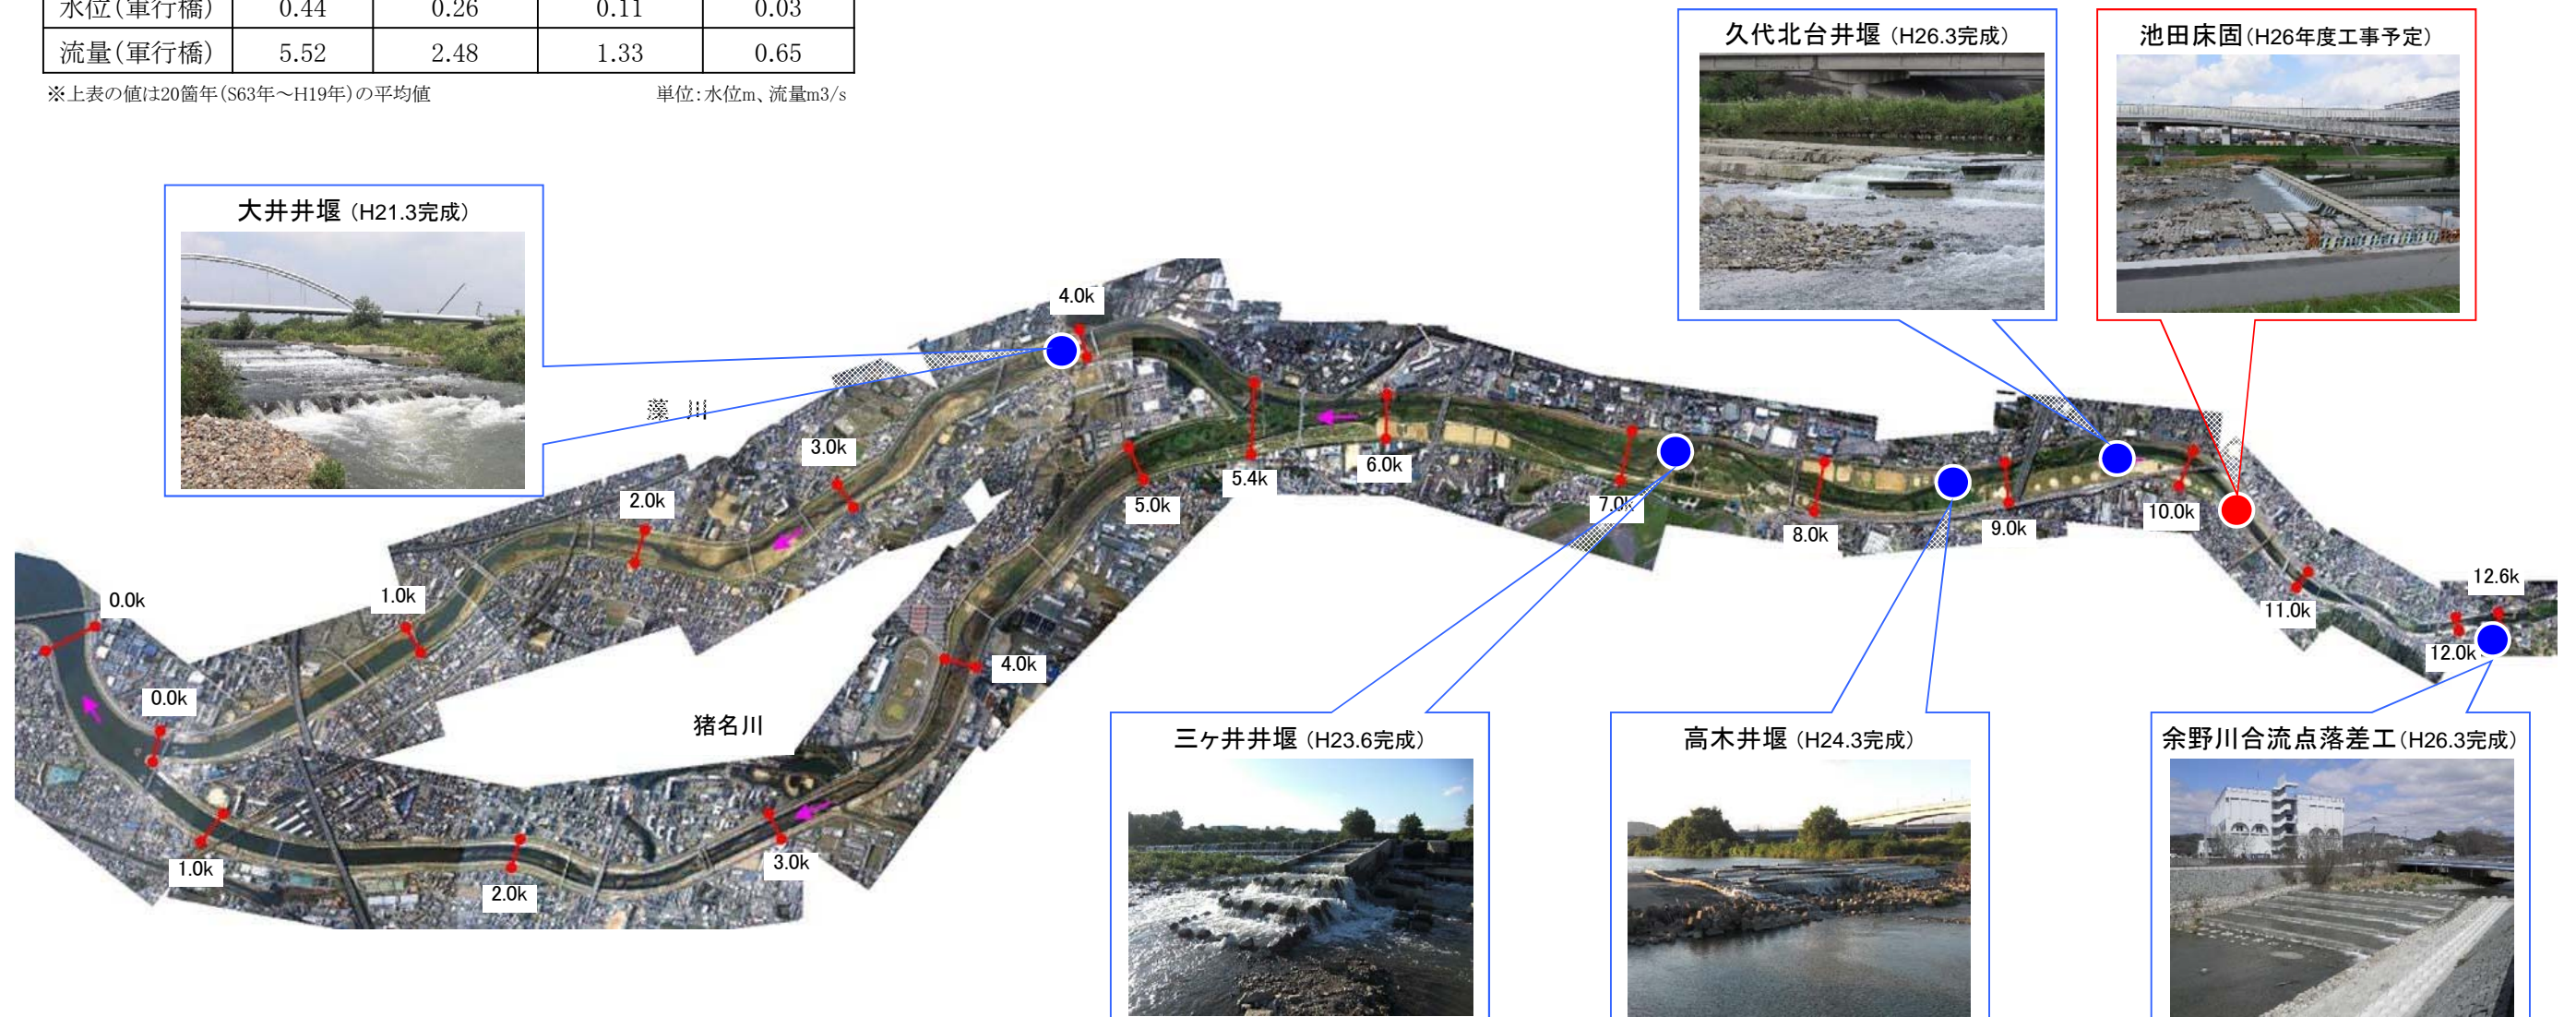 水位（軍行橋） 0.44 0.26 0.11 0.03
流量（軍行橋） 5.52 2.48 1.33 0.65
※上表の値は20箇年（S63年～H19年）の平均値 単位：水位m、流量m3/s
久代北台井堰（H26.3完成）
池田床固（H26年度工事予定）
大井井堰（H21.3完成）
4.0k
藻 川
3.0k
2.0k
1.0k
0.0k
0.0k
1.0k
2.0k
3.0k
4.0k
猪名川
5.0k
5.4k
6.0k
7.0k
8.0k
9.0k
10.0k
11.0k
12.0k
12.6k
三ヶ井井堰（H23.6完成）
高木井堰（H24.3完成）
余野川合流点落差工（H26.3完成）